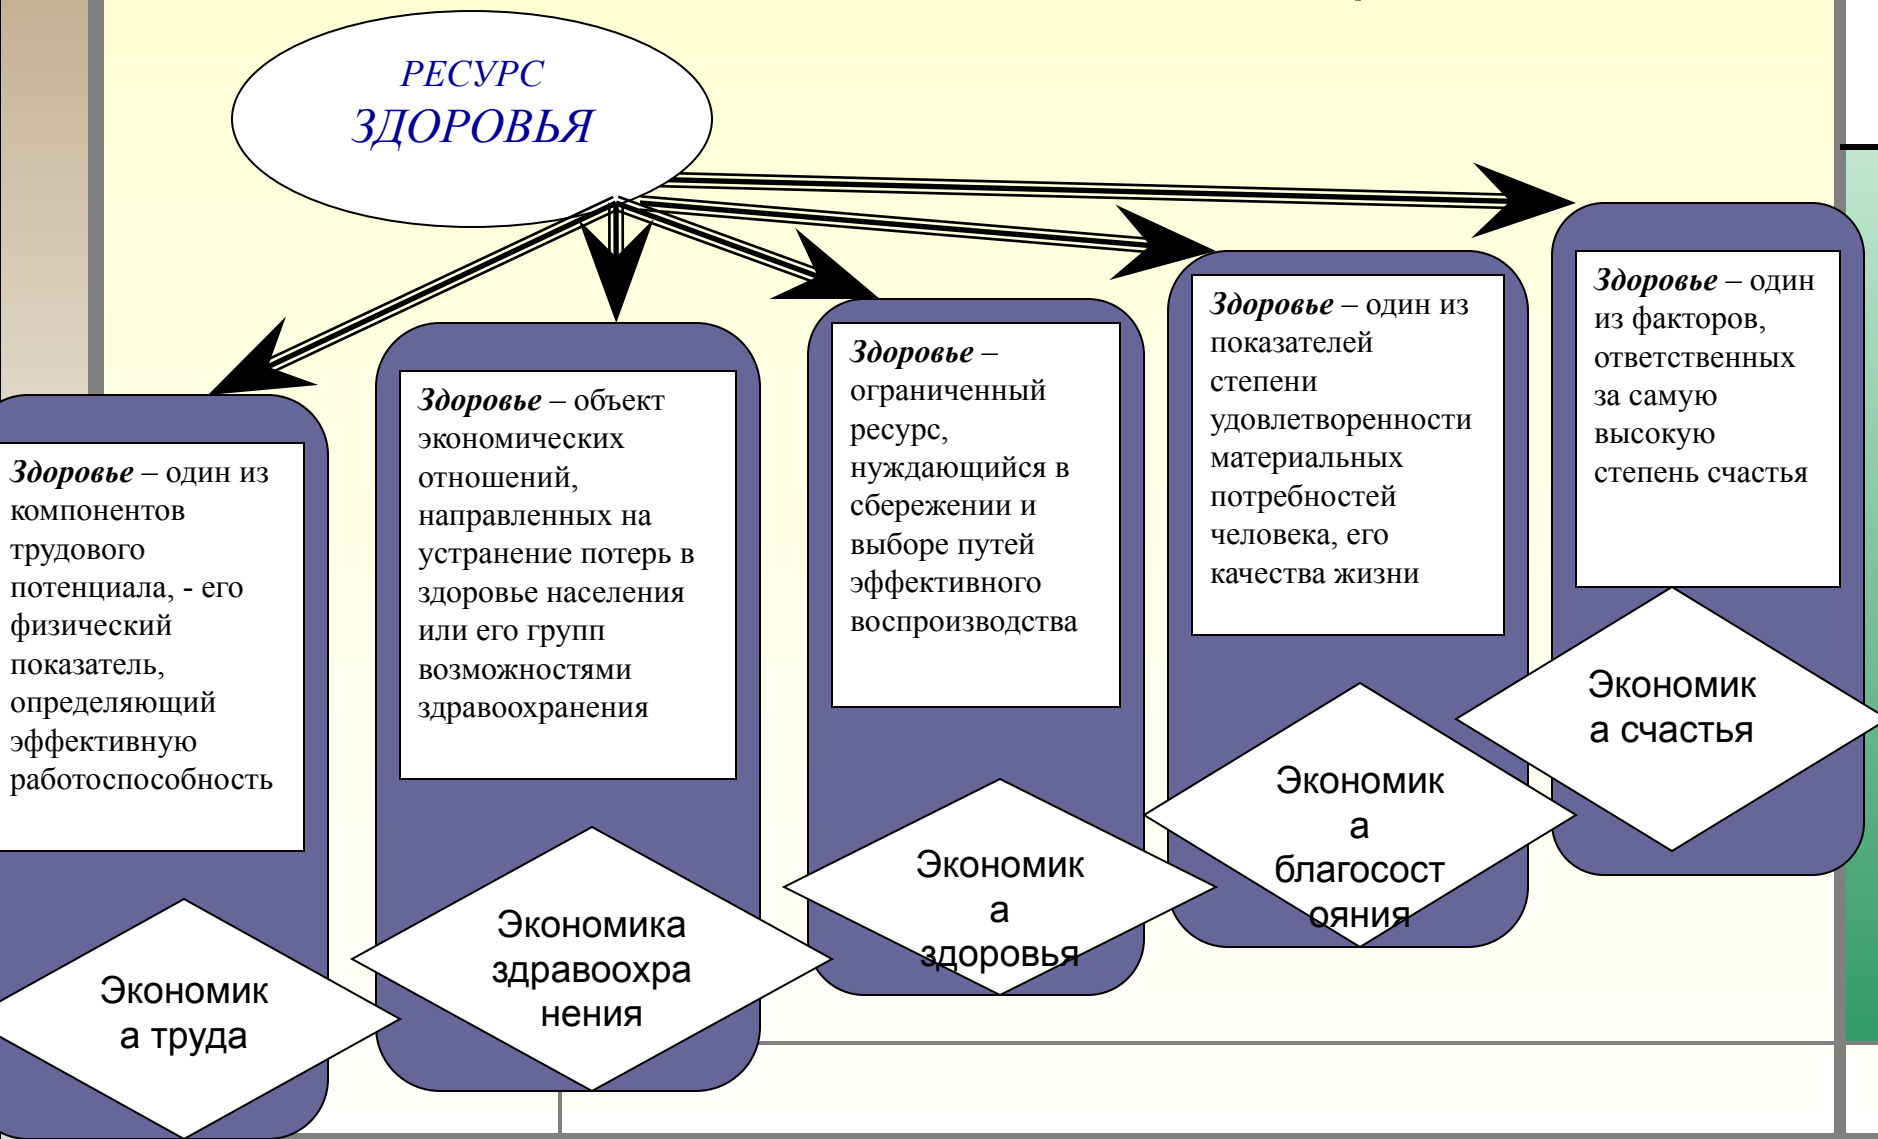 РЕСУРС
ЗДОРОВЬЯ
Здоровье – один из
компонентов
трудового
потенциала, - его
физический
показатель,
определяющий
эффективную
работоспособность
Экономик
а труда
Здоровье – объект
экономических
отношений,
направленных на
устранение потерь в
здоровье населения
или его групп
возможностями
здравоохранения
Экономика
здравоохра
нения
Здоровье –
ограниченный
ресурс,
нуждающийся в
сбережении и
выборе путей
эффективного
воспроизводства
Экономик
а
здоровья
Здоровье – один из
показателей
степени
удовлетворенности
материальных
потребностей
человека, его
качества жизни
Экономик
а
благосост
ояния
Здоровье – один
из факторов,
ответственных
за самую
высокую
степень счастья
Экономик
а счастья